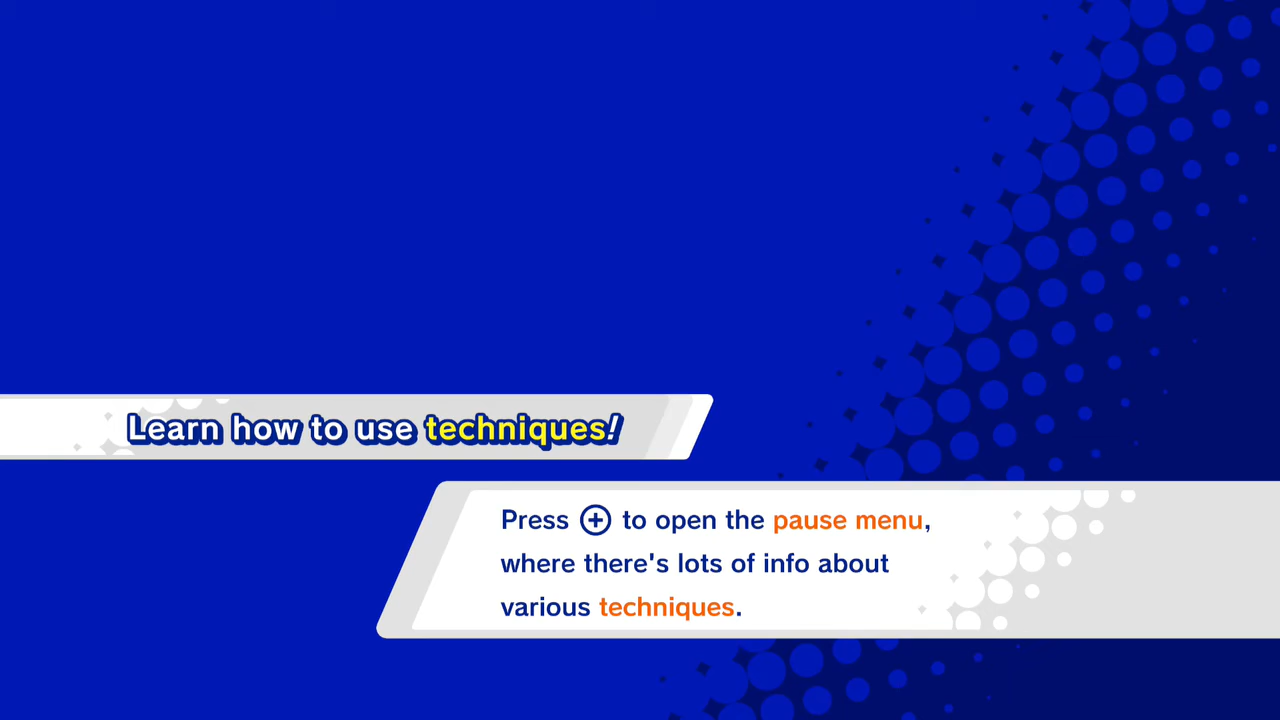 Learn how to use techniques!
Press ⊕ to open the pause menu,
where there's lots of info about
various techniques.